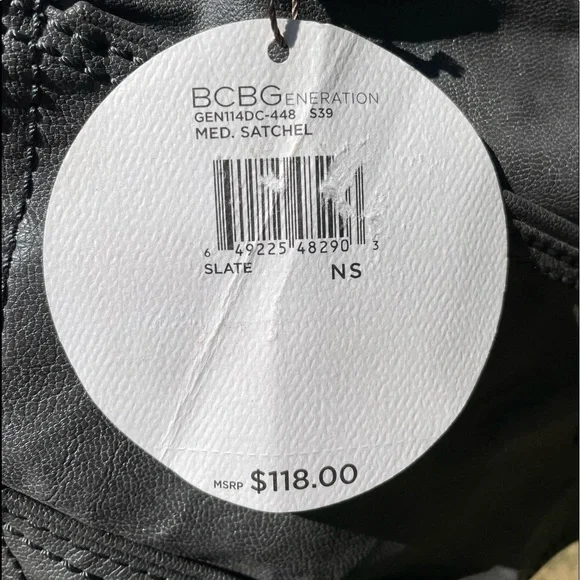 BCBGENERATION
GEN114DC-448 S39
MED. SATCHEL
6 49225 48290 3
SLATE NS
MSRP $118.00